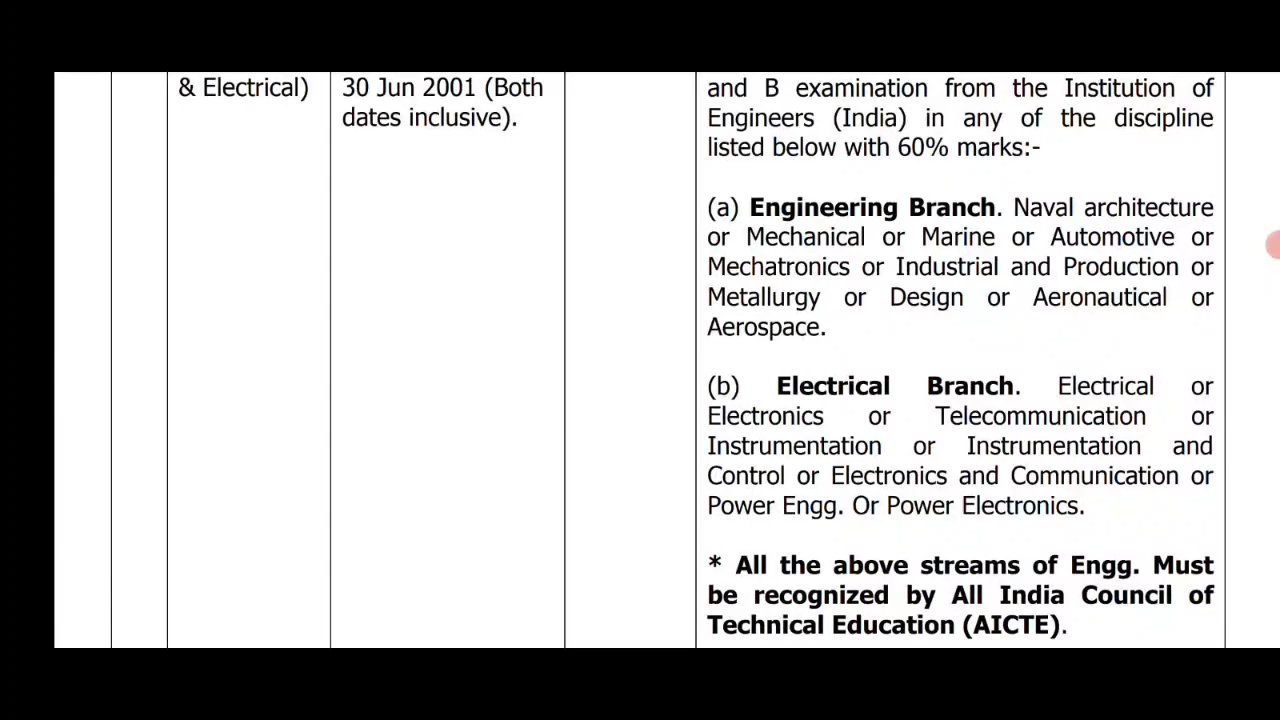 & Electrical)
30 Jun 2001 (Both
dates inclusive).
and B examination from the Institution of
Engineers (India) in any of the discipline
listed below with 60% marks:-
(a) Engineering Branch. Naval architecture
or Mechanical or Marine or Automotive or
Mechatronics or Industrial and Production or
Metallurgy or Design or Aeronautical or
Aerospace.
(b) Electrical Branch. Electrical or
Electronics or Telecommunication or
Instrumentation or Instrumentation and
Control or Electronics and Communication or
Power Engg. Or Power Electronics.
* All the above streams of Engg. Must
be recognized by All India Council of
Technical Education (AICTE).